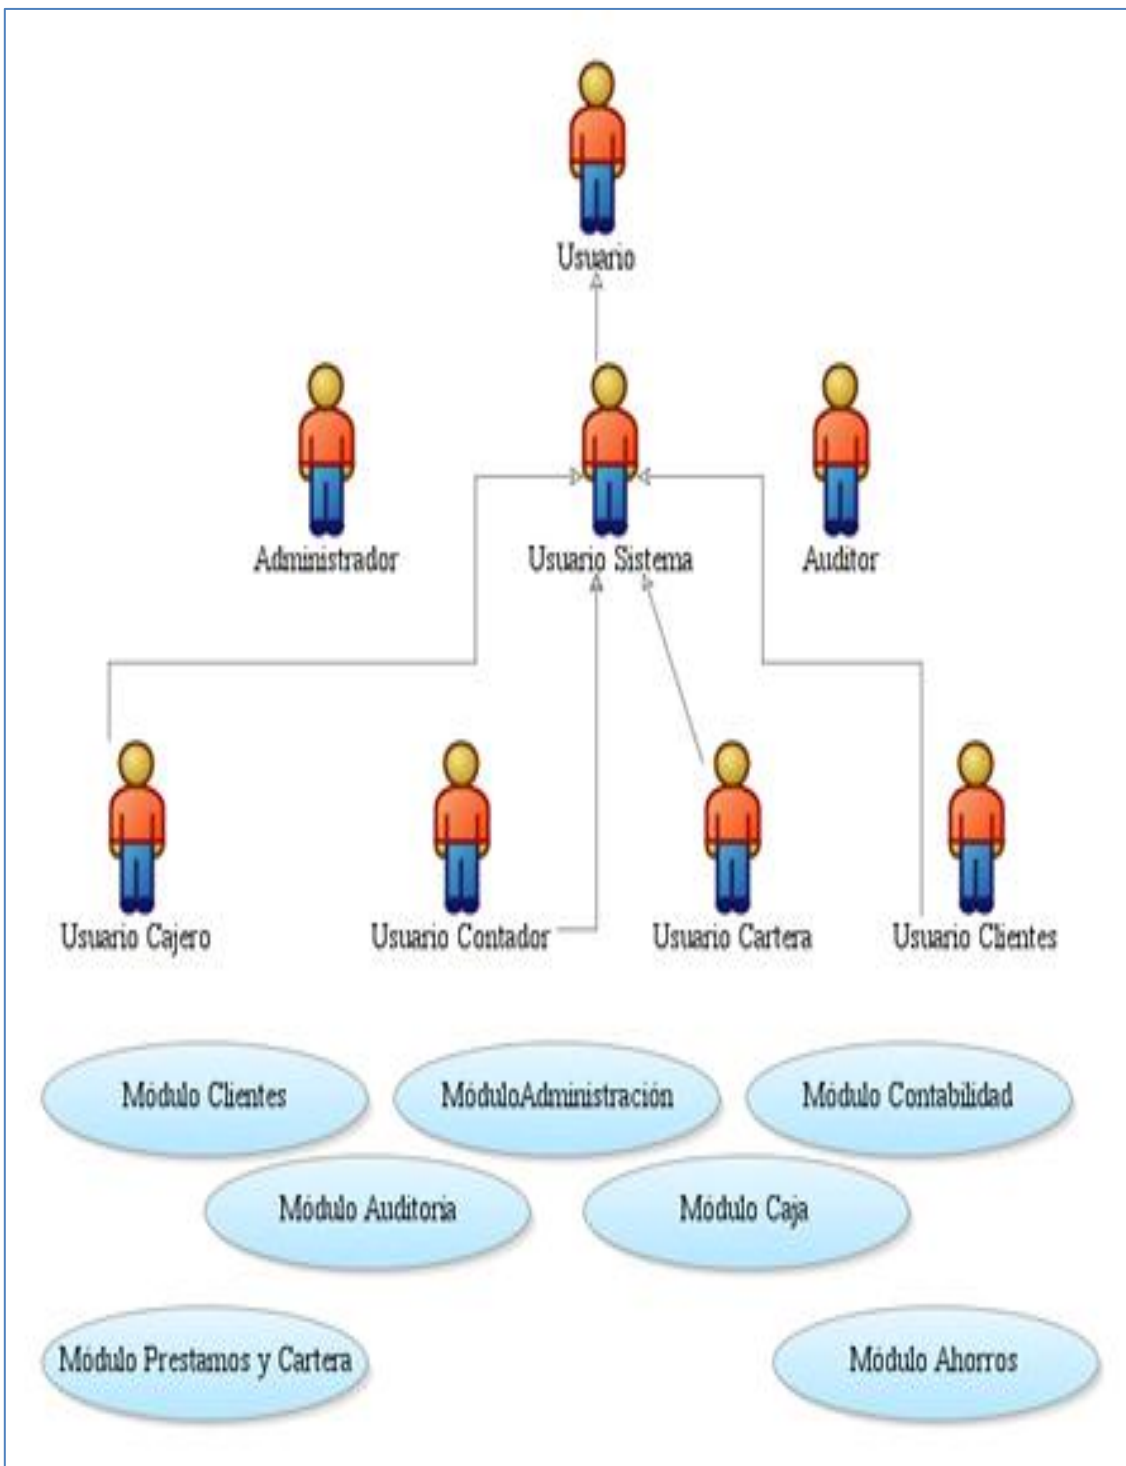 Usuario
Administrador
Usuario Sistema
Auditor
Usuario Cajero
Usuario Contador
Usuario Cartera
Usuario Clientes
Módulo Clientes
MóduloAdministración
Módulo Contabilidad
Módulo Auditoria
Módulo Caja
Módulo Prestamos y Cartera
Módulo Ahorros